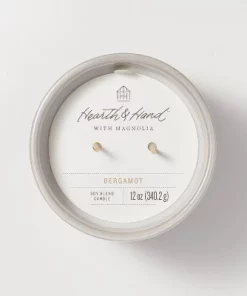 Hearth & Hand
WITH MAGNOLIA
BERGAMOT
SOY BLEND
CANDLE
12 oz (340.2 g)